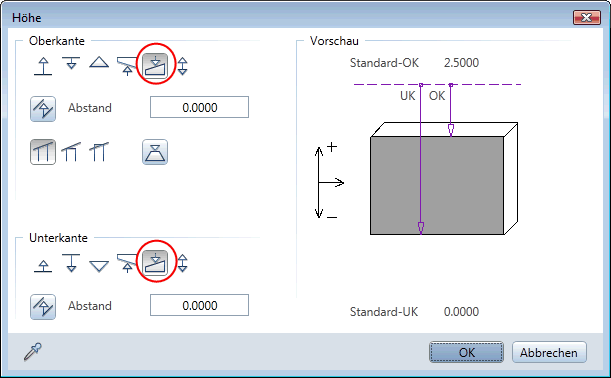 Höhe
Oberkante
Abstand 0.0000
Unterkante
Abstand 0.0000
Vorschau
Standard-OK 2.5000
UK OK
+
–
Standard-UK 0.0000
OK Abbrechen